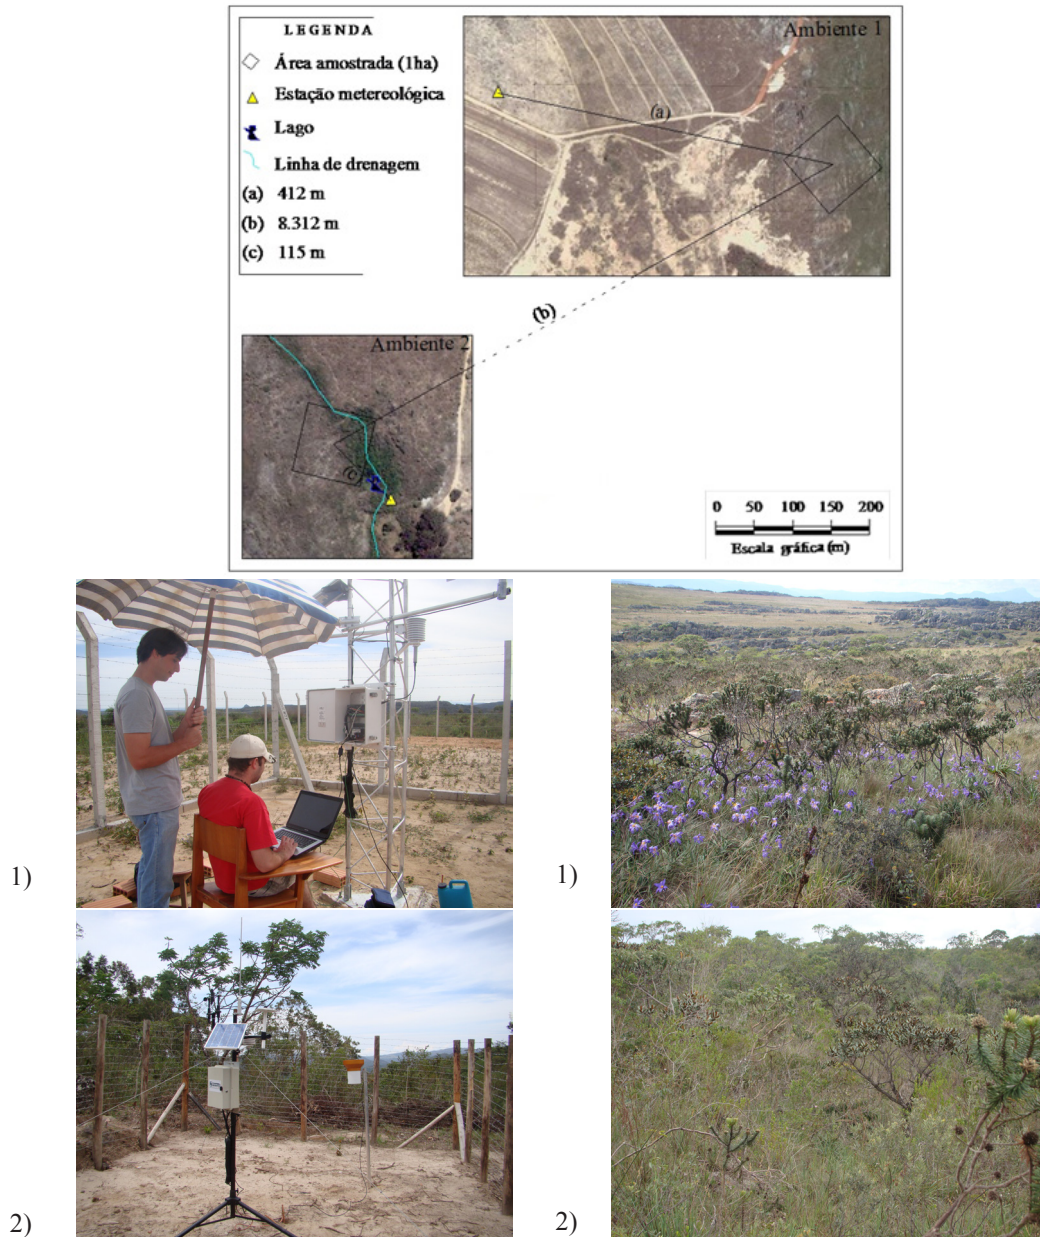 LEGENDA
Área amostrada (1ha)
Estação metereológica
Lago
Linha de drenagem
(a) 412 m
(b) 8.312 m
(c) 115 m
Ambiente 1
(a)
(b)
Ambiente 2
(c)
0 50 100 150 200
Escala gráfica (m)
1)
1)
2)
2)